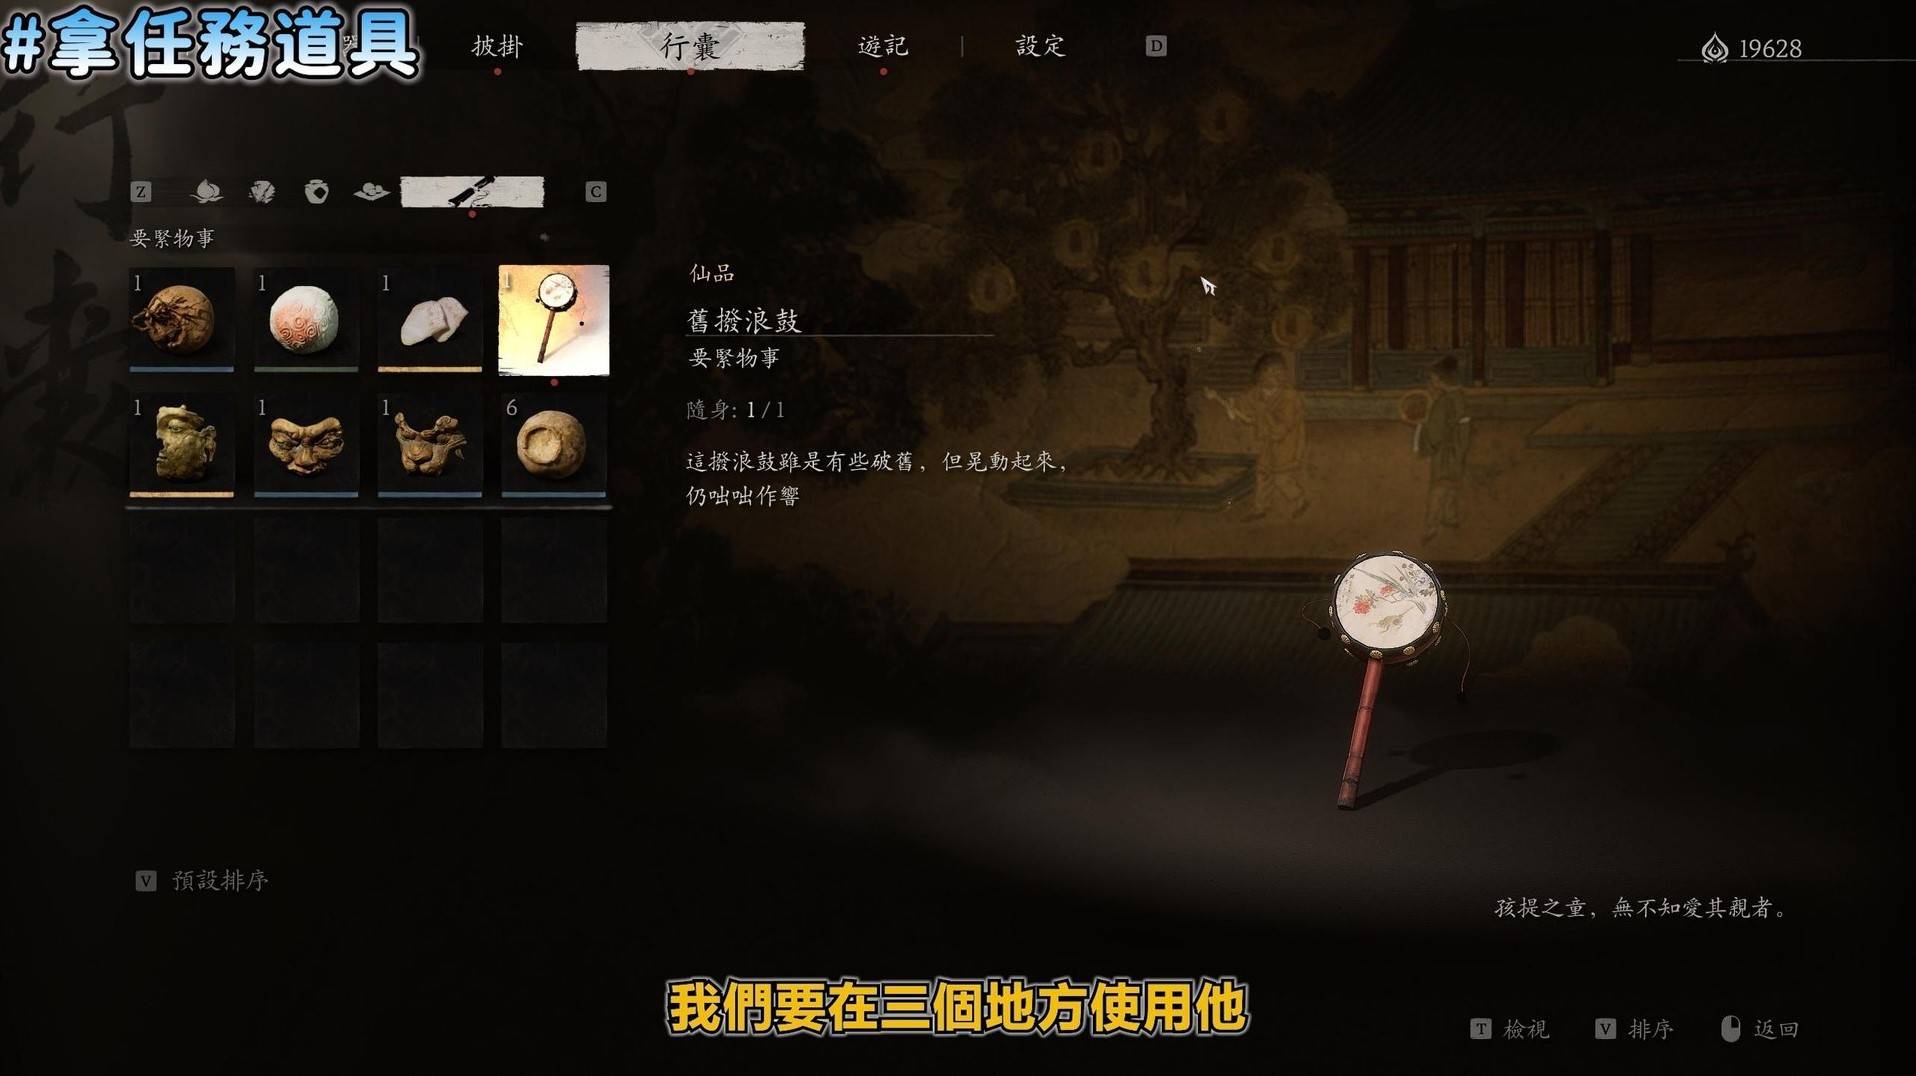 #拿任務道具
披掛
行囊
遊記
設定
D
19628
Z
C
要緊物事
1
1
1
1
1
1
1
6
仙品
舊撥浪鼓
要緊物事
隨身: 1/1
這撥浪鼓雖是有些破舊，但晃動起來，
仍咄咄作響
V 預設排序
孩提之童，無不知愛其親者。
我們要在三個地方使用他
T 檢視
V 排序
返回